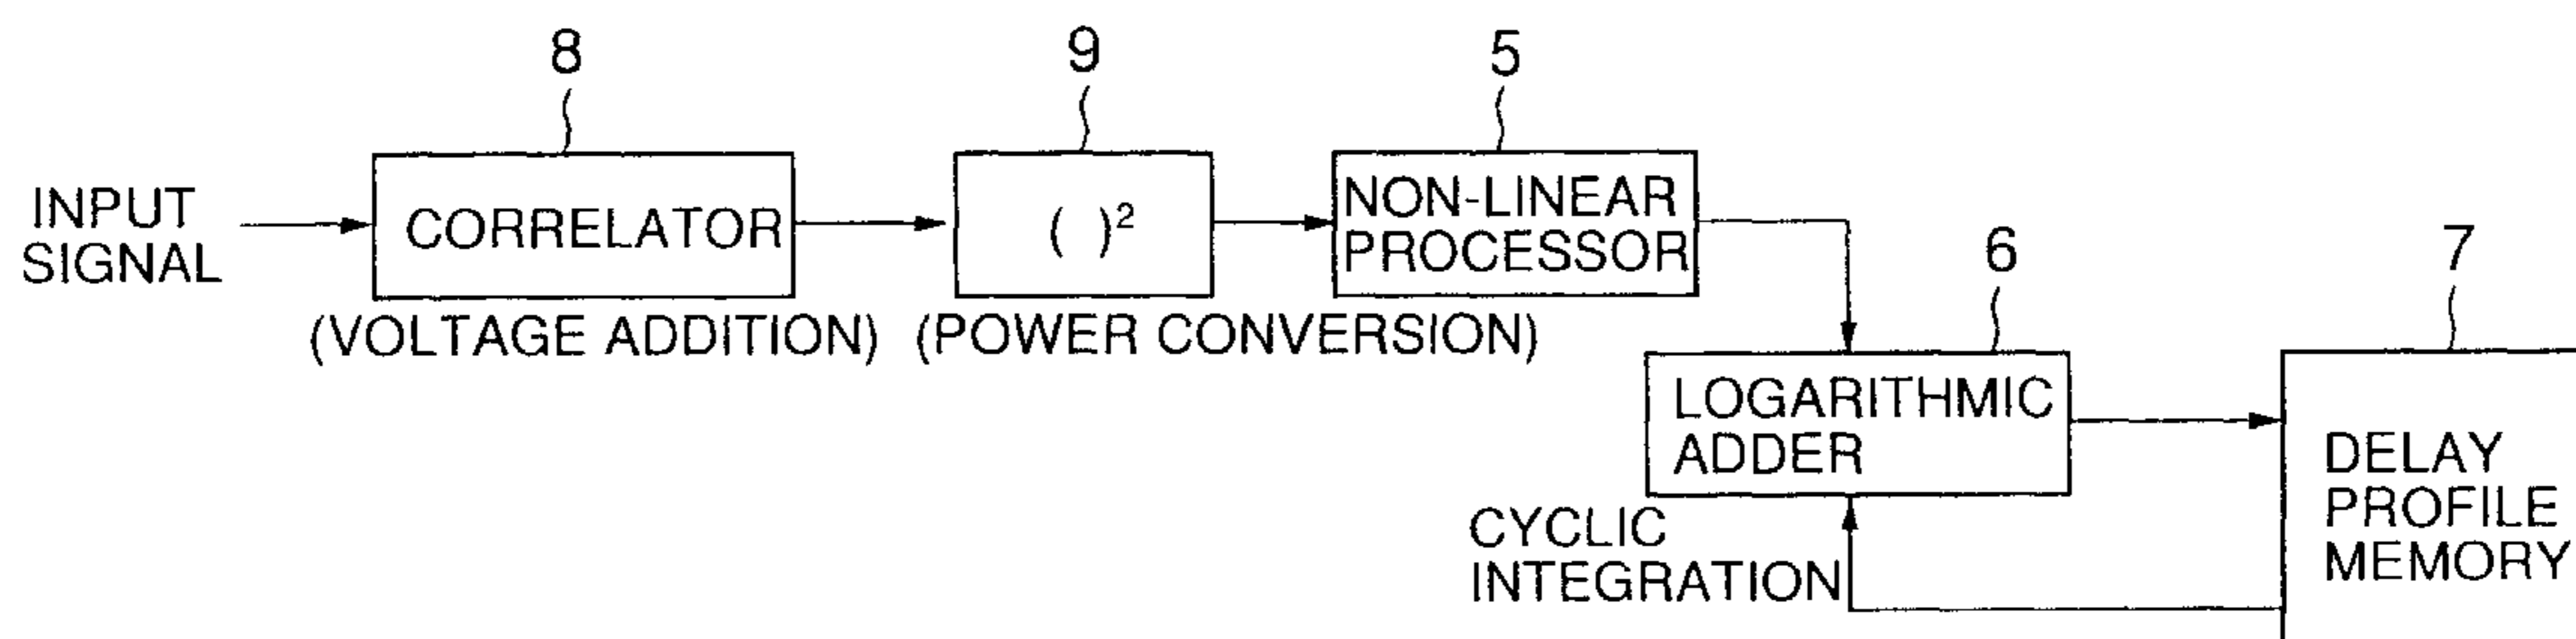 8
9
5
INPUT
SIGNAL
CORRELATOR
( )²
NON-LINEAR
PROCESSOR
(VOLTAGE ADDITION)
(POWER CONVERSION)
6
7
LOGARITHMIC
ADDER
DELAY
PROFILE
MEMORY
CYCLIC
INTEGRATION